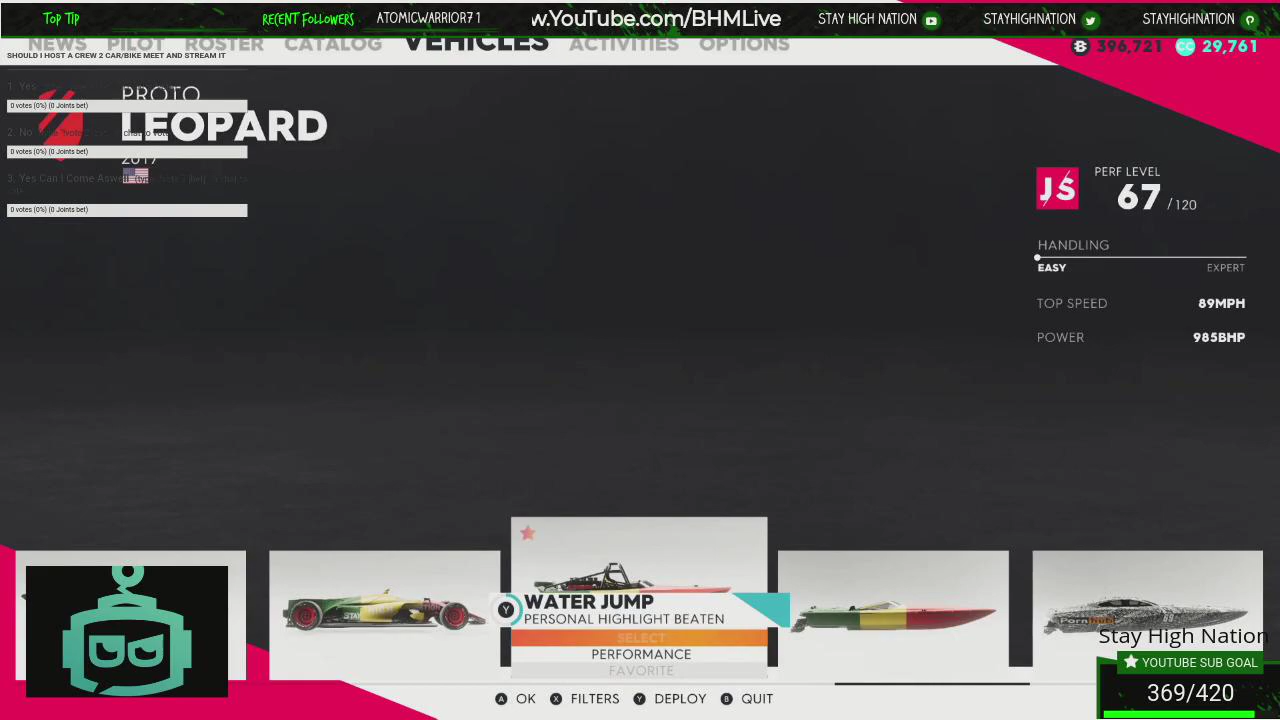 TOP TIP
RECENT FOLLOWERS
ATOMICWARRIOR71
w.YouTube.com/BHMLive
STAY HIGH NATION
STAYHIGHNATION
STAYHIGHNATION
NEWS PILOT ROSTER CATALOG VEHICLES ACTIVITIES OPTIONS
396,721
CC 29,761
SHOULD I HOST A CREW 2 CAR/BIKE MEET AND STREAM IT
1. Yes
0 votes (0%) (0 Joints bet)
2. No
0 votes (0%) (0 Joints bet)
3. Yes Can I Come Aswell
0 votes (0%) (0 Joints bet)
PROTO
LEOPARD
2017
JS
PERF LEVEL
67 /120
HANDLING
EASY
EXPERT
TOP SPEED 89MPH
POWER 985BHP
Y
WATER JUMP
PERSONAL HIGHLIGHT BEATEN
SELECT
PERFORMANCE
FAVORITE
Stay High Nation
YOUTUBE SUB GOAL
369/420
A OK X FILTERS Y DEPLOY B QUIT